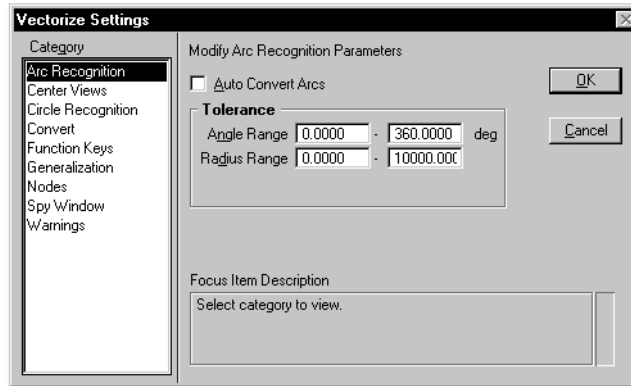 Vectorize Settings
Category
Arc Recognition
Center Views
Circle Recognition
Convert
Function Keys
Generalization
Nodes
Spy Window
Warnings
Modify Arc Recognition Parameters
Auto Convert Arcs
Tolerance
Angle Range 0.0000 - 360.0000 deg
Radius Range 0.0000 - 10000.000
OK
Cancel
Focus Item Description
Select category to view.